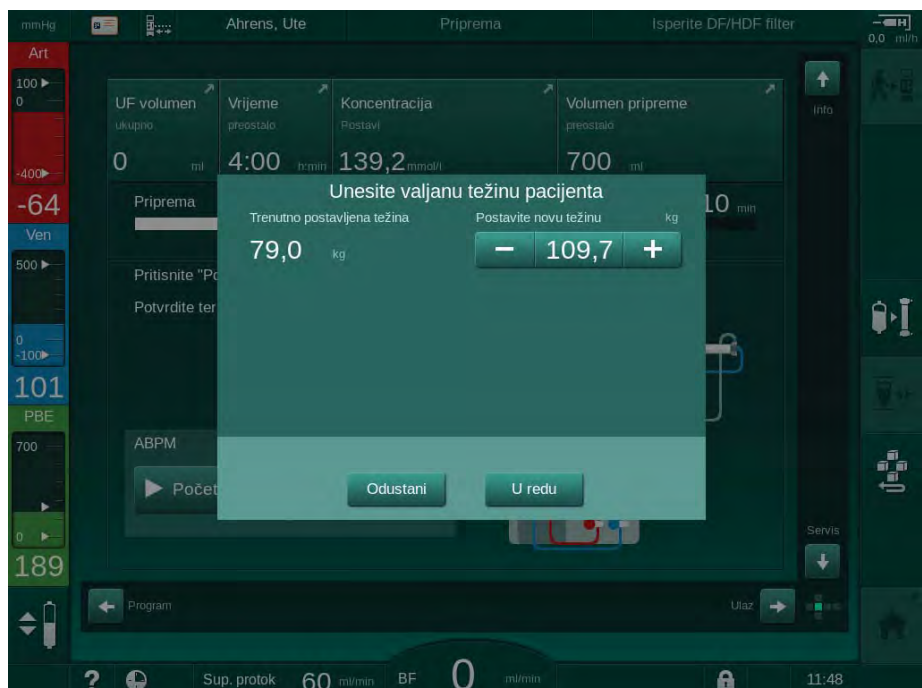 mmHg
Ahrens, Ute
Priprema
Isperite DF/HDF filter
0,0 ml/h
Art
100
0
-400
-64
Ven
500
0
-100
101
PBE
700
0
189
UF volumen
ukupno
0 ml
Vrijeme
preostalo
4:00 h:min
Koncentracija
Postavi
139,2 mmol/l
Volumen pripreme
preostalo
700 ml
info
Priprema
10 min
Pritisnite "Po
Potvrdite ter
Unesite valjanu težinu pacijenta
Trenutno postavljena težina
Postavite novu težinu kg
79,0 kg
− 109,7 +
Odustani
U redu
ABPM
Počet
Servis
Program
Ulaz
? Sup. protok 60 ml/min BF 0 ml/min 11:48